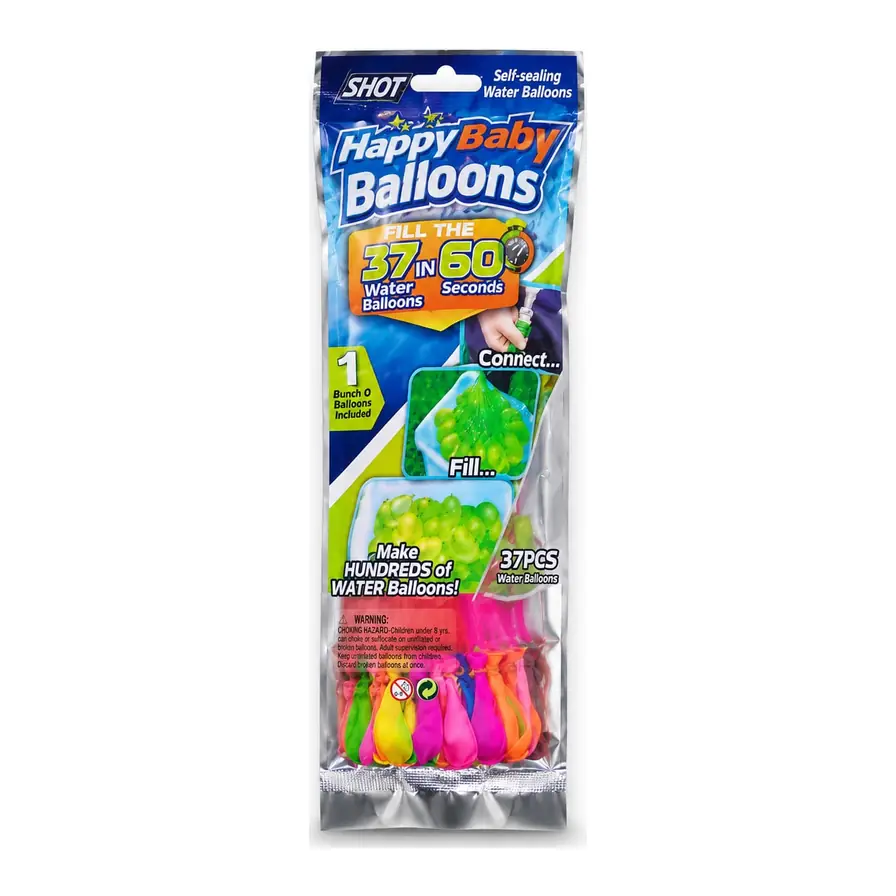 SHOT
Self-sealing
Water Balloons
Happy Baby
Balloons
FILL THE
37 IN 60
Water Seconds
Balloons
Connect...
1
Bunch O
Balloons
Included
Fill...
Make
HUNDREDS of
WATER Balloons!
37PCS
Water Balloons
WARNING:
CHOKING HAZARD-Children under 8 yrs.
can choke or suffocate on uninflated or
broken balloons. Adult supervision required.
Keep uninflated balloons from children.
Discard broken balloons at once.